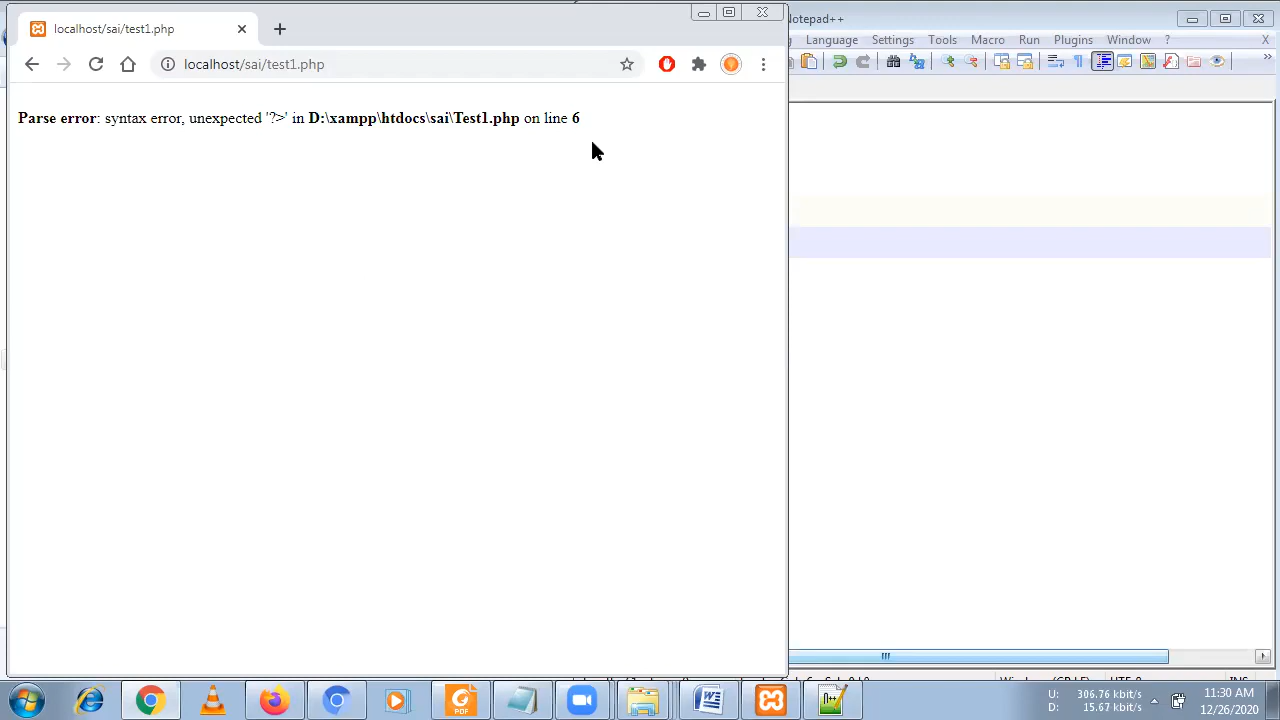 localhost/sai/test1.php
Notepad++
Language Settings Tools Macro Run Plugins Window ? X
localhost/sai/test1.php
Parse error: syntax error, unexpected '?>' in D:\xampp\htdocs\sai\Test1.php on line 6
PDF
U: 306.76 kbit/s
D: 15.67 kbit/s
11:30 AM
12/26/2020